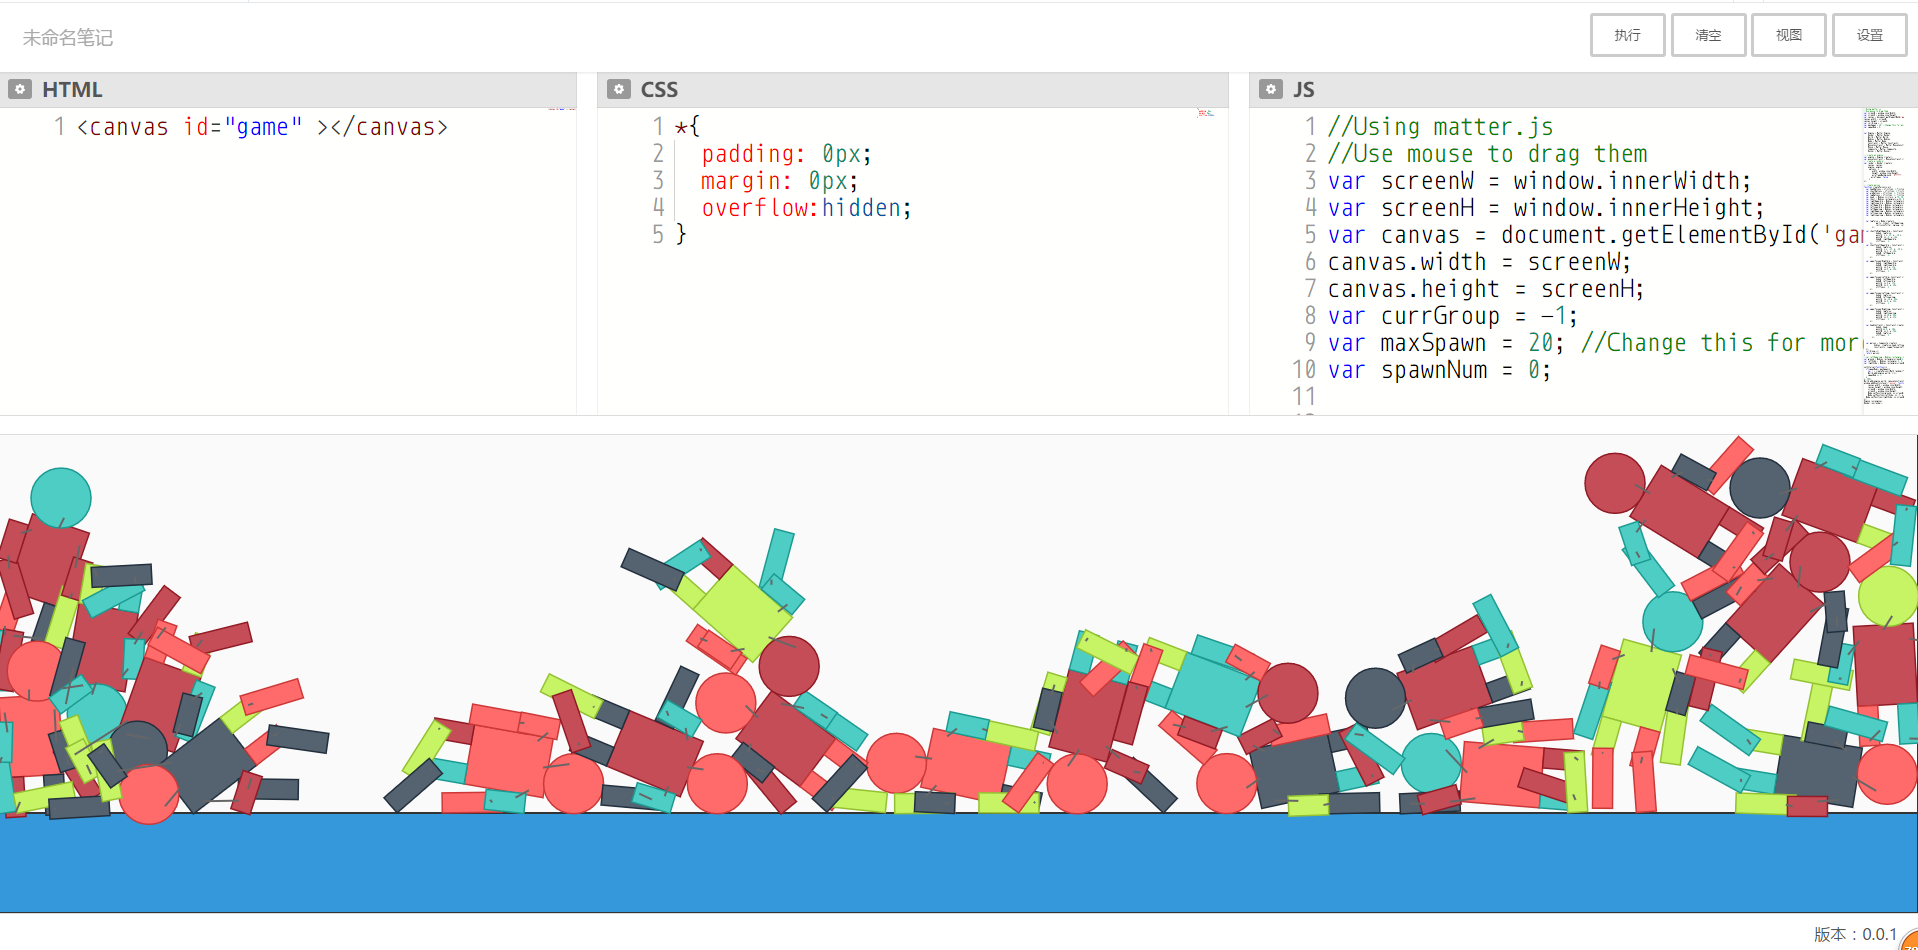 未命名笔记
执行
清空
视图
设置
HTML
1 <canvas id="game" ></canvas>
CSS
1 *{
2 padding: 0px;
3 margin: 0px;
4 overflow:hidden;
5 }
JS
1 //Using matter.js
2 //Use mouse to drag them
3 var screenW = window.innerWidth;
4 var screenH = window.innerHeight;
5 var canvas = document.getElementById('gam
6 canvas.width = screenW;
7 canvas.height = screenH;
8 var currGroup = -1;
9 var maxSpawn = 20; //Change this for mor
10 var spawnNum = 0;
11
版本：0.0.1